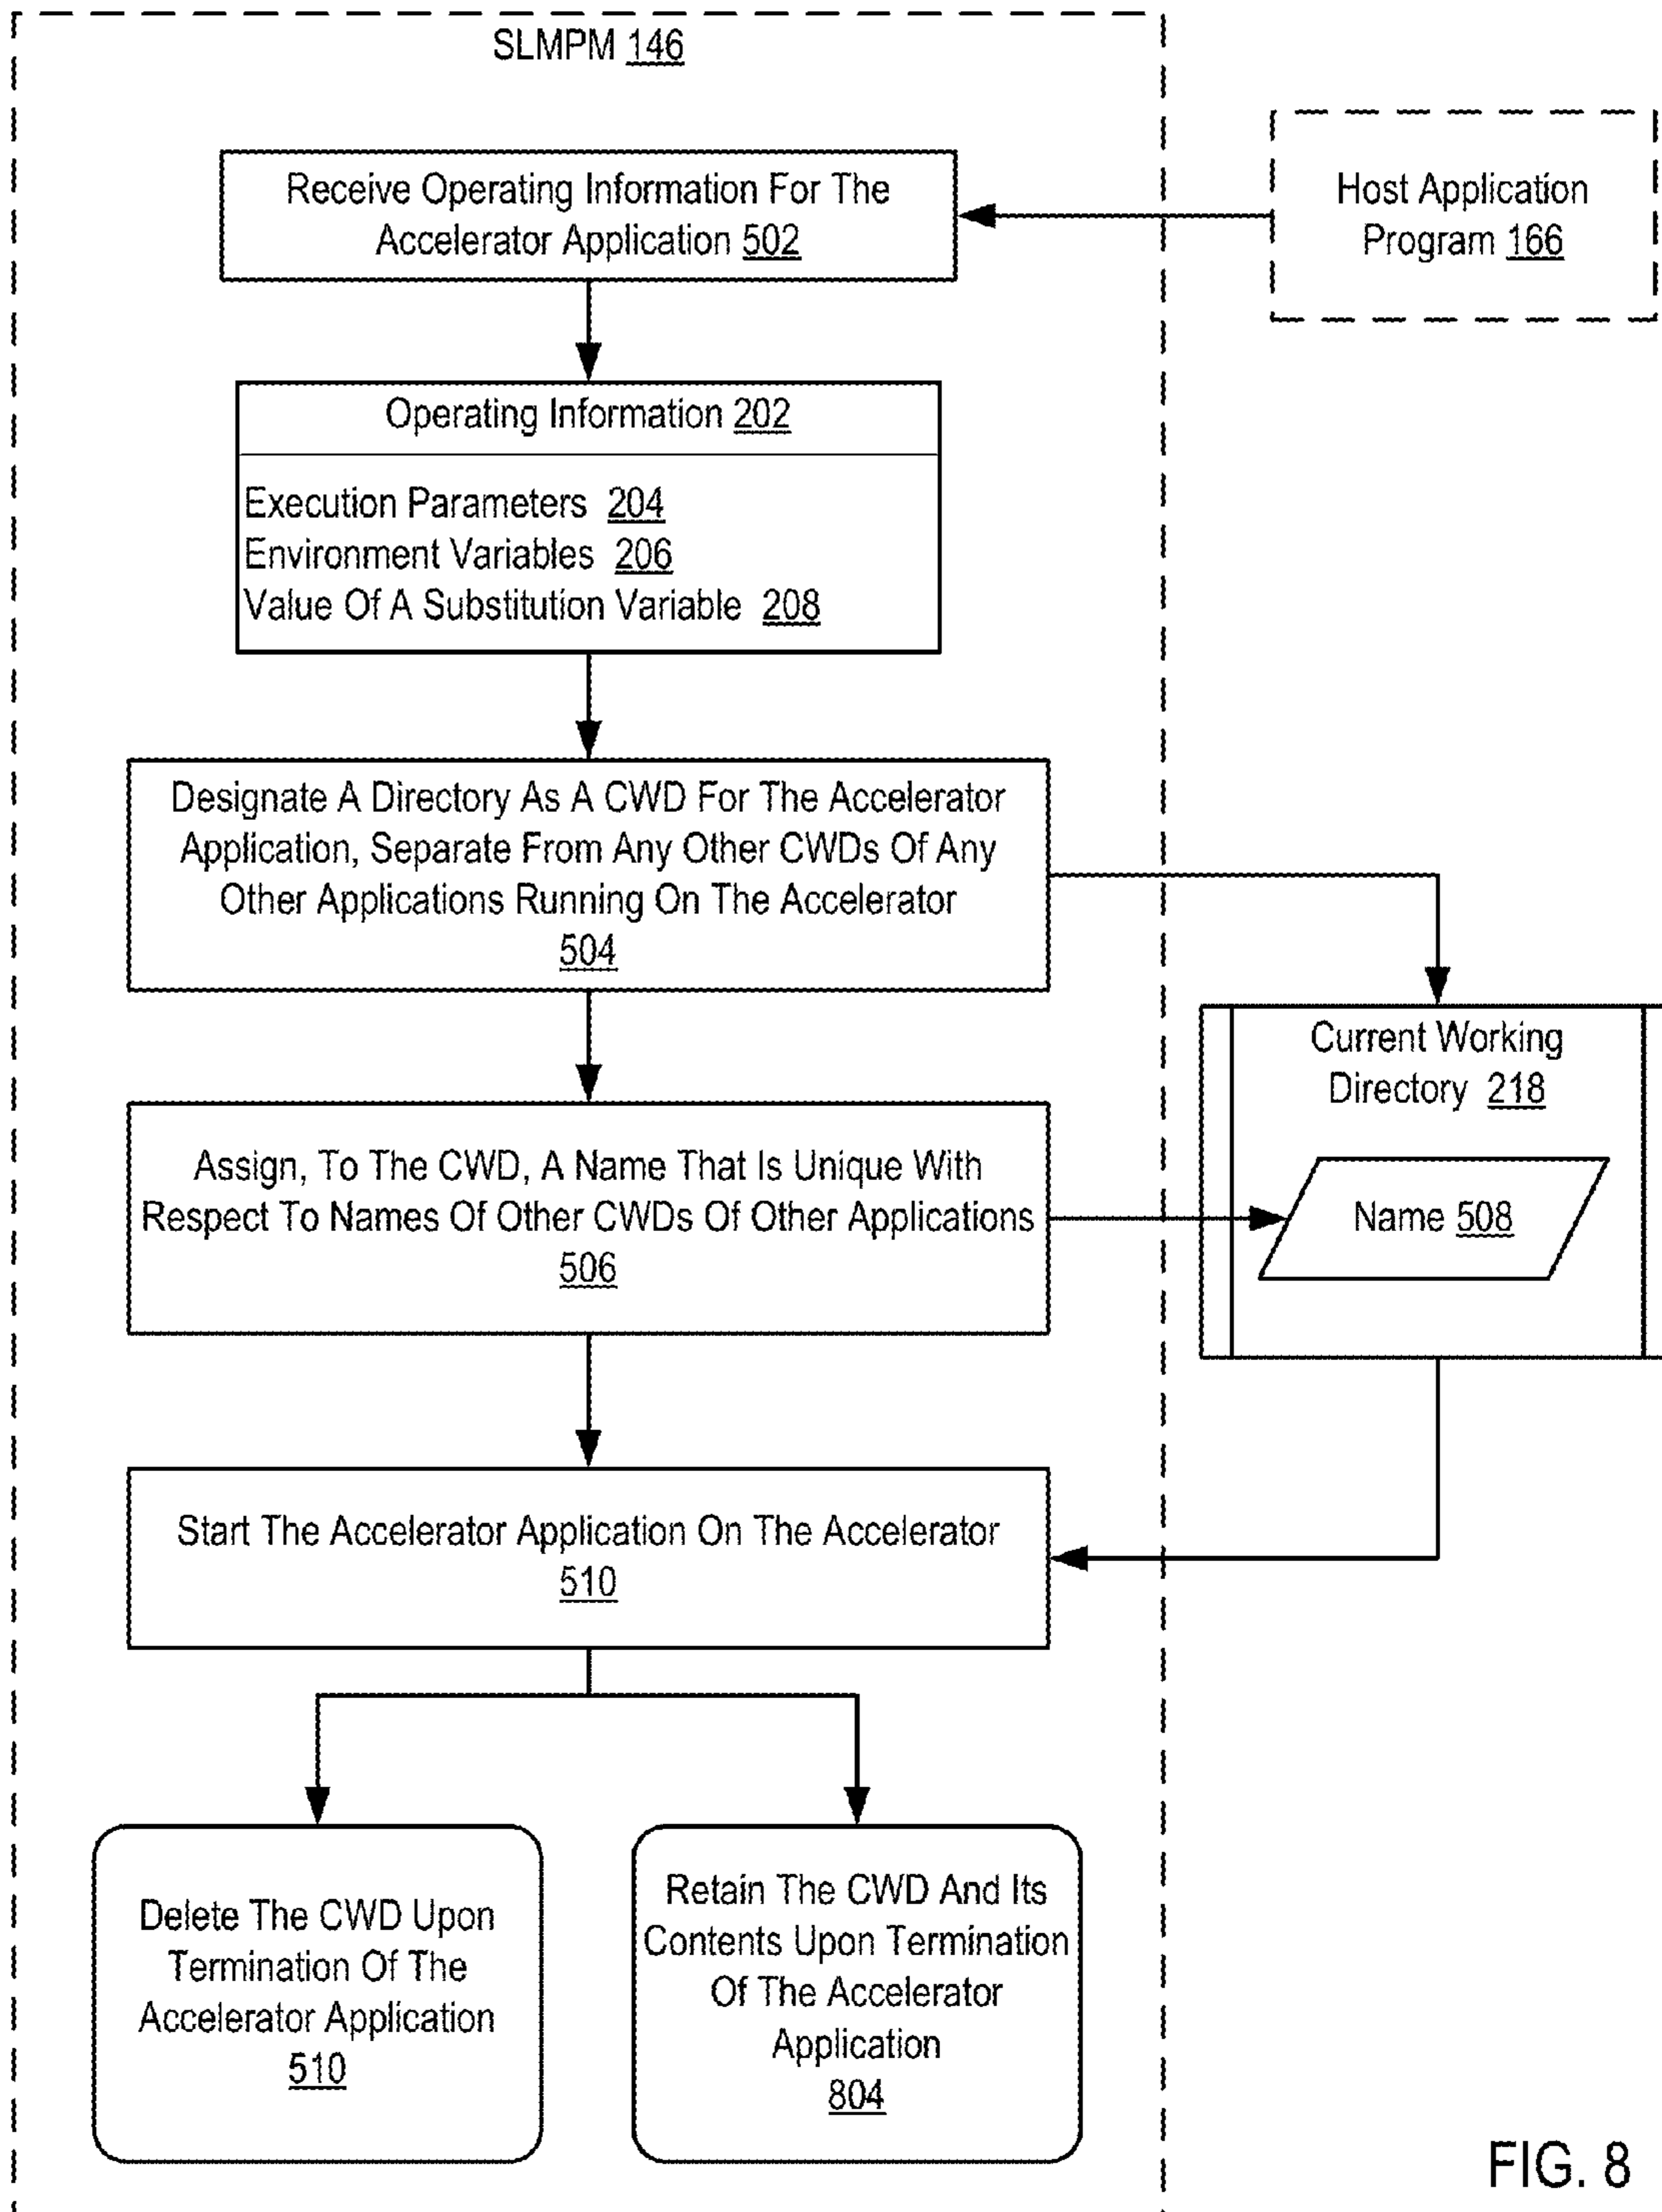 SLMPM 146
Receive Operating Information For The
Accelerator Application 502
Host Application
Program 166
Operating Information 202
Execution Parameters 204
Environment Variables 206
Value Of A Substitution Variable 208
Designate A Directory As A CWD For The Accelerator
Application, Separate From Any Other CWDs Of Any
Other Applications Running On The Accelerator
504
Current Working
Directory 218
Assign, To The CWD, A Name That Is Unique With
Respect To Names Of Other CWDs Of Other Applications
506
Name 508
Start The Accelerator Application On The Accelerator
510
Delete The CWD Upon
Termination Of The
Accelerator Application
510
Retain The CWD And Its
Contents Upon Termination
Of The Accelerator
Application
804
FIG. 8